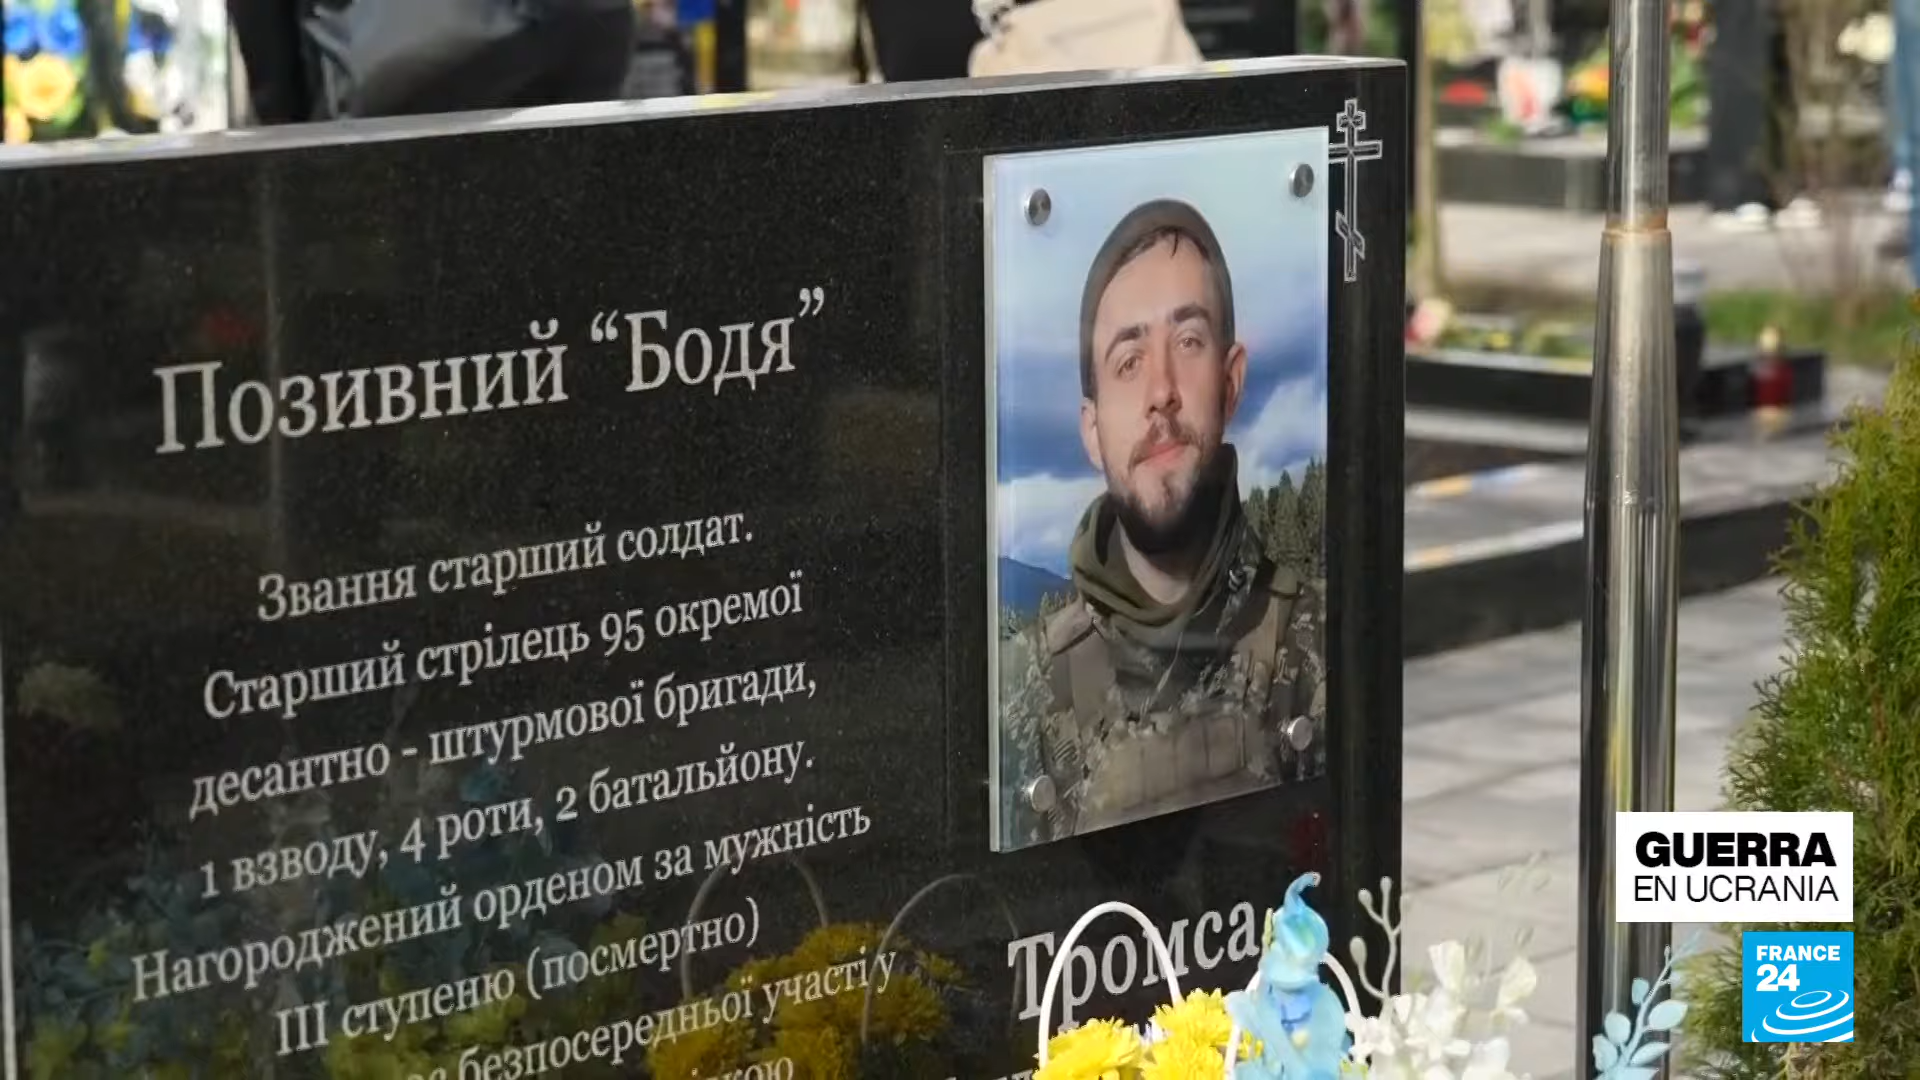 Позивний “Бодя”
Звання старший солдат.
Старший стрілець 95 окремої
десантно - штурмової бригади,
1 взводу, 4 роти, 2 батальйону.
Нагороджений орденом за мужність
III ступеню (посмертно)
безпосередньої участі у
Тромса
GUERRA
EN UCRANIA
FRANCE
24